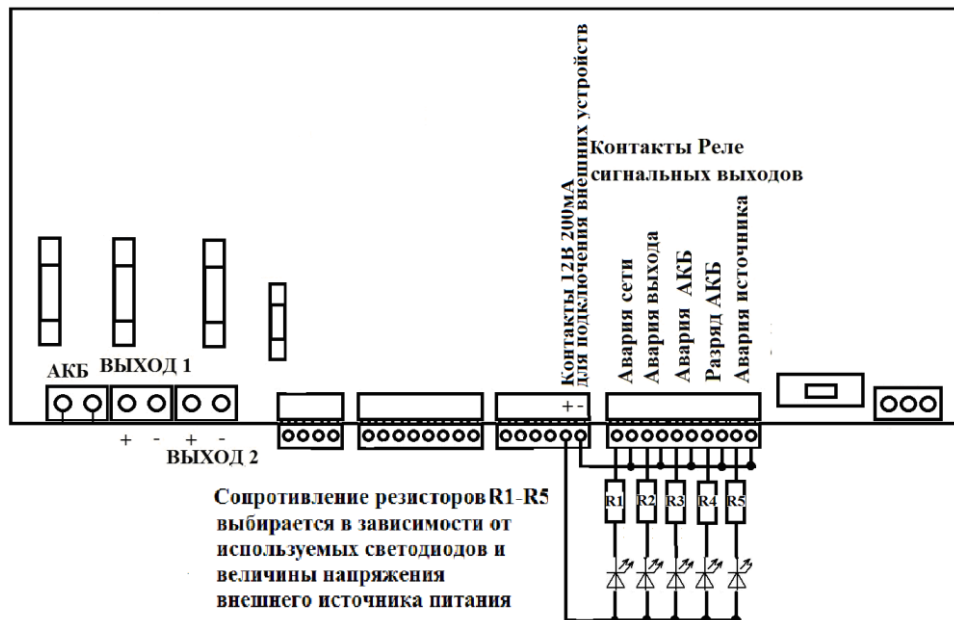 Контакты 12В 200мА
для подключения внешних устройств
Контакты Реле
сигнальных выходов
Авария сети
Авария выхода
Авария АКБ
Разряд АКБ
Авария источника
АКБ
ВЫХОД 1
+ -
+ - + -
ВЫХОД 2
R1 R2 R3 R4 R5
Сопротивление резисторов R1-R5
выбирается в зависимости от
используемых светодиодов и
величины напряжения
внешнего источника питания